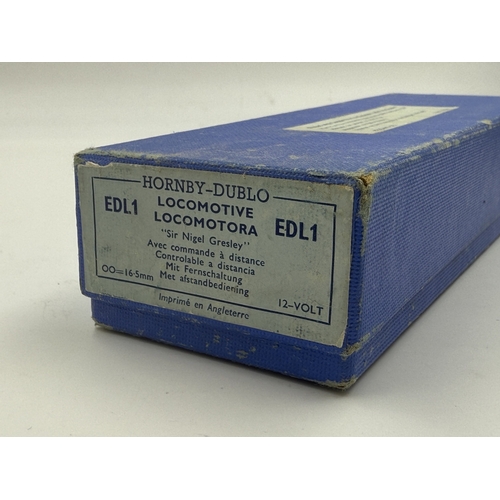 HORNBY-DUBLO
EDL1 LOCOMOTIVE EDL1
LOCOMOTORA
"Sir Nigel Gresley"
Avec commande à distance
Controlable a distancia
Mit Fernschaltung
OO=16·5mm Met afstandbediening 12-VOLT
Imprimé en Angleterre